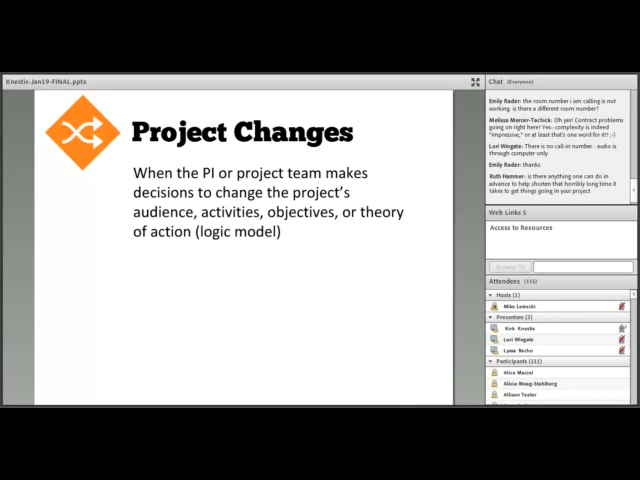 Knestis-Jan19-FINAL.pptx
Project Changes
When the PI or project team makes
decisions to change the project's
audience, activities, objectives, or theory
of action (logic model)
Chat (Everyone)
Emily Rader: the room number i am calling is not
working. is there a different room number?
Melissa Mercer-Tachick: Oh yes! Contract problems
going on right here! Yes--complexity is indeed
"impressive," or at least that's one word for it!! ;-)
Lori Wingate: There is no call-in number - audio is
through computer only
Emily Rader: thanks
Ruth Hammer: is there anything one can do in
advance to help shorten that horribly long time it
takes to get things going in your project
Web Links 5
Access to Resources
Browse To
Attendees (115)
Hosts (1)
Mike Lesiecki
Presenters (3)
Kirk Knestis
Lori Wingate
Lyssa Becho
Participants (111)
Alice Maciel
Alicia Moag-Stahlberg
Allison Teeter